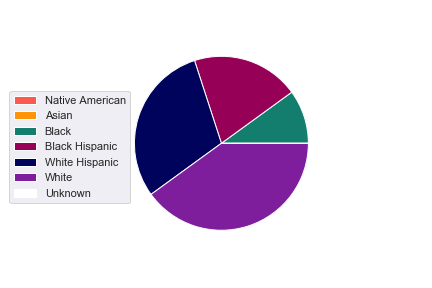 Native American
Asian
Black
Black Hispanic
White Hispanic
White
Unknown